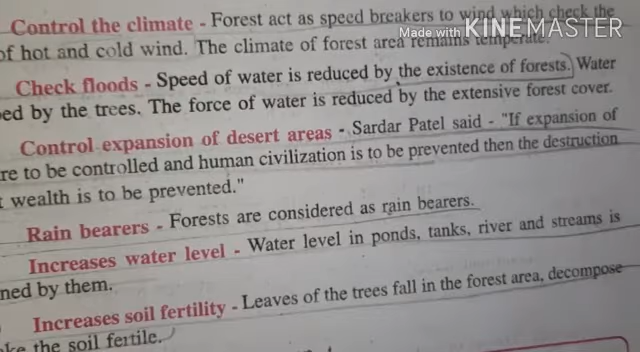 Control the climate - Forest act as speed breakers to wind which check the
Made with KINEMASTER
of hot and cold wind. The climate of forest area remains temperate.
Check floods - Speed of water is reduced by the existence of forests. Water
ed by the trees. The force of water is reduced by the extensive forest cover.
Control expansion of desert areas - Sardar Patel said - "If expansion of
re to be controlled and human civilization is to be prevented then the destruction
wealth is to be prevented."
Rain bearers - Forests are considered as rain bearers.
Increases water level - Water level in ponds, tanks, river and streams is
ned by them.
Increases soil fertility - Leaves of the trees fall in the forest area, decompose
ke the soil fertile.